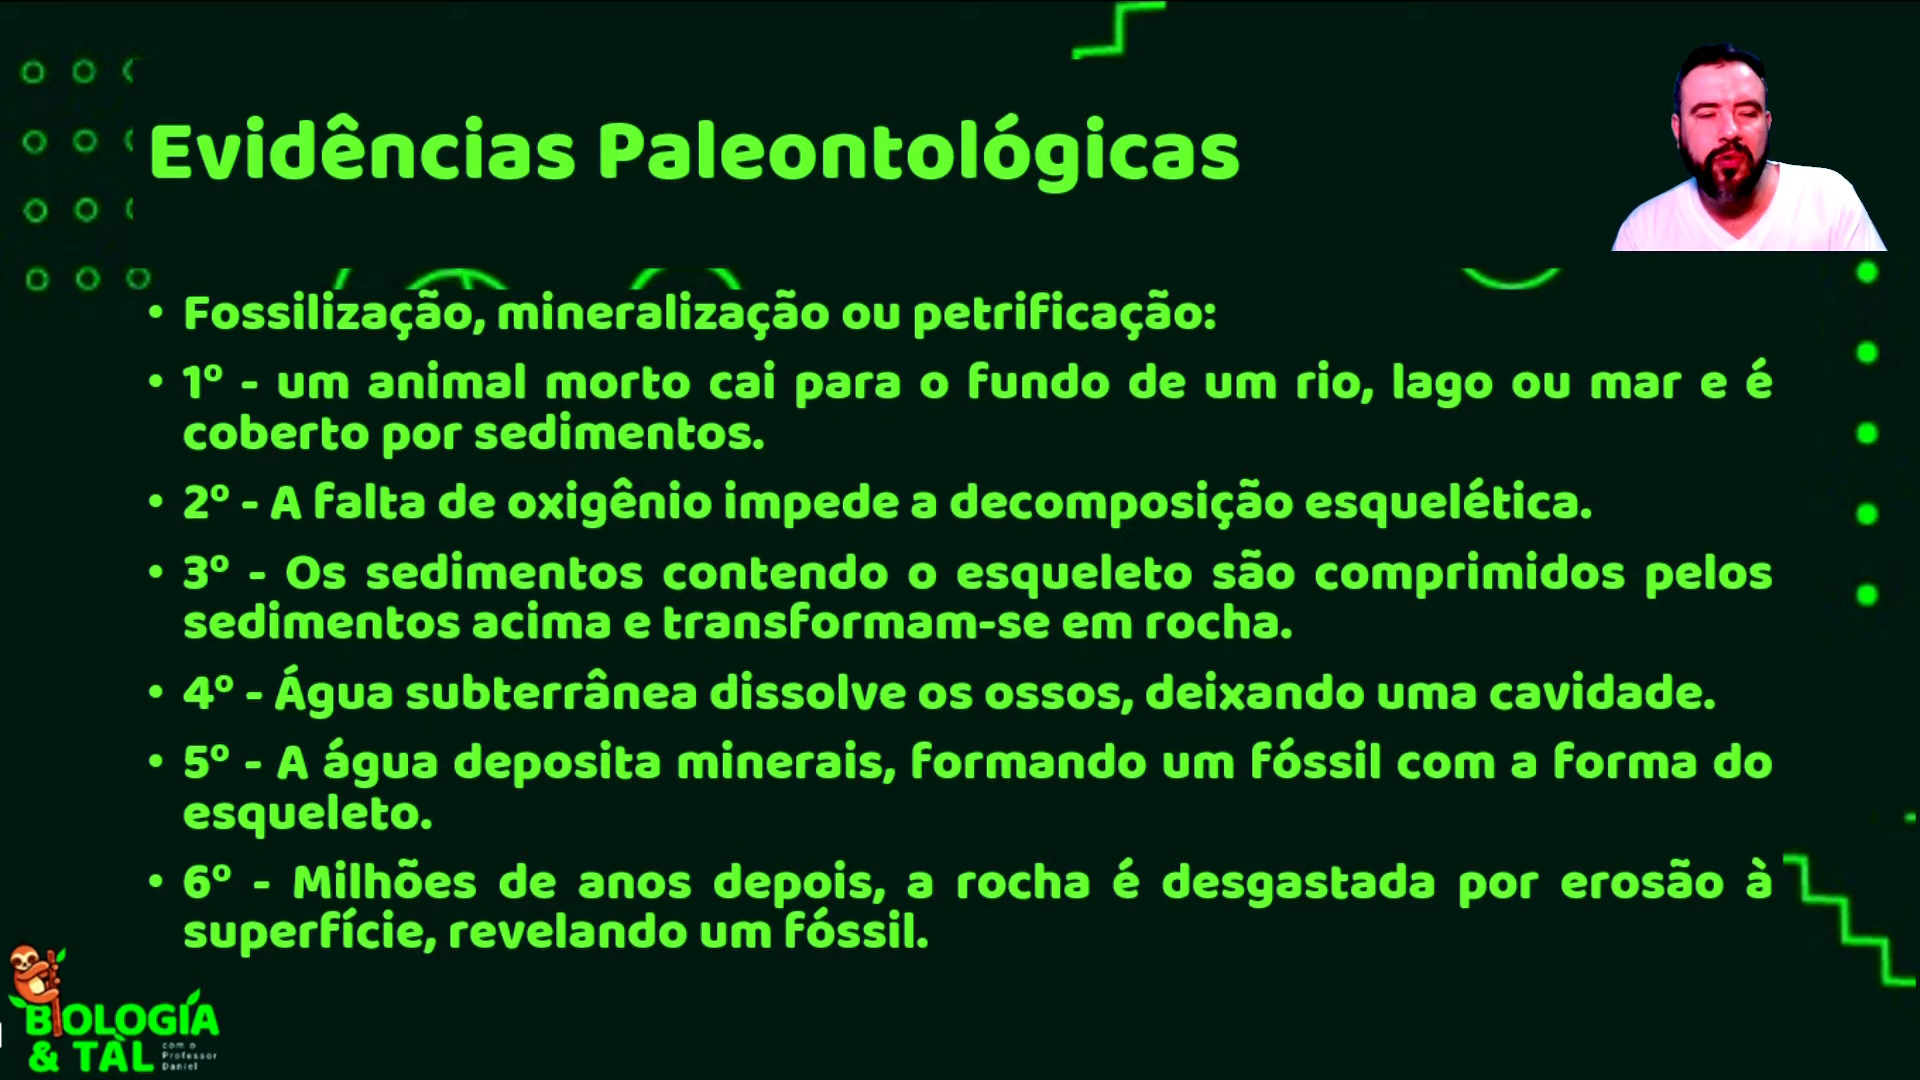 Evidências Paleontológicas
• Fossilização, mineralização ou petrificação:
• 1º - um animal morto cai para o fundo de um rio, lago ou mar e é
coberto por sedimentos.
• 2º - A falta de oxigênio impede a decomposição esquelética.
• 3º - Os sedimentos contendo o esqueleto são comprimidos pelos
sedimentos acima e transformam-se em rocha.
• 4º - Água subterrânea dissolve os ossos, deixando uma cavidade.
• 5º - A água deposita minerais, formando um fóssil com a forma do
esqueleto.
• 6º - Milhões de anos depois, a rocha é desgastada por erosão à
superfície, revelando um fóssil.
BIOLOGIA
& TAL
com o
Professor
Daniel